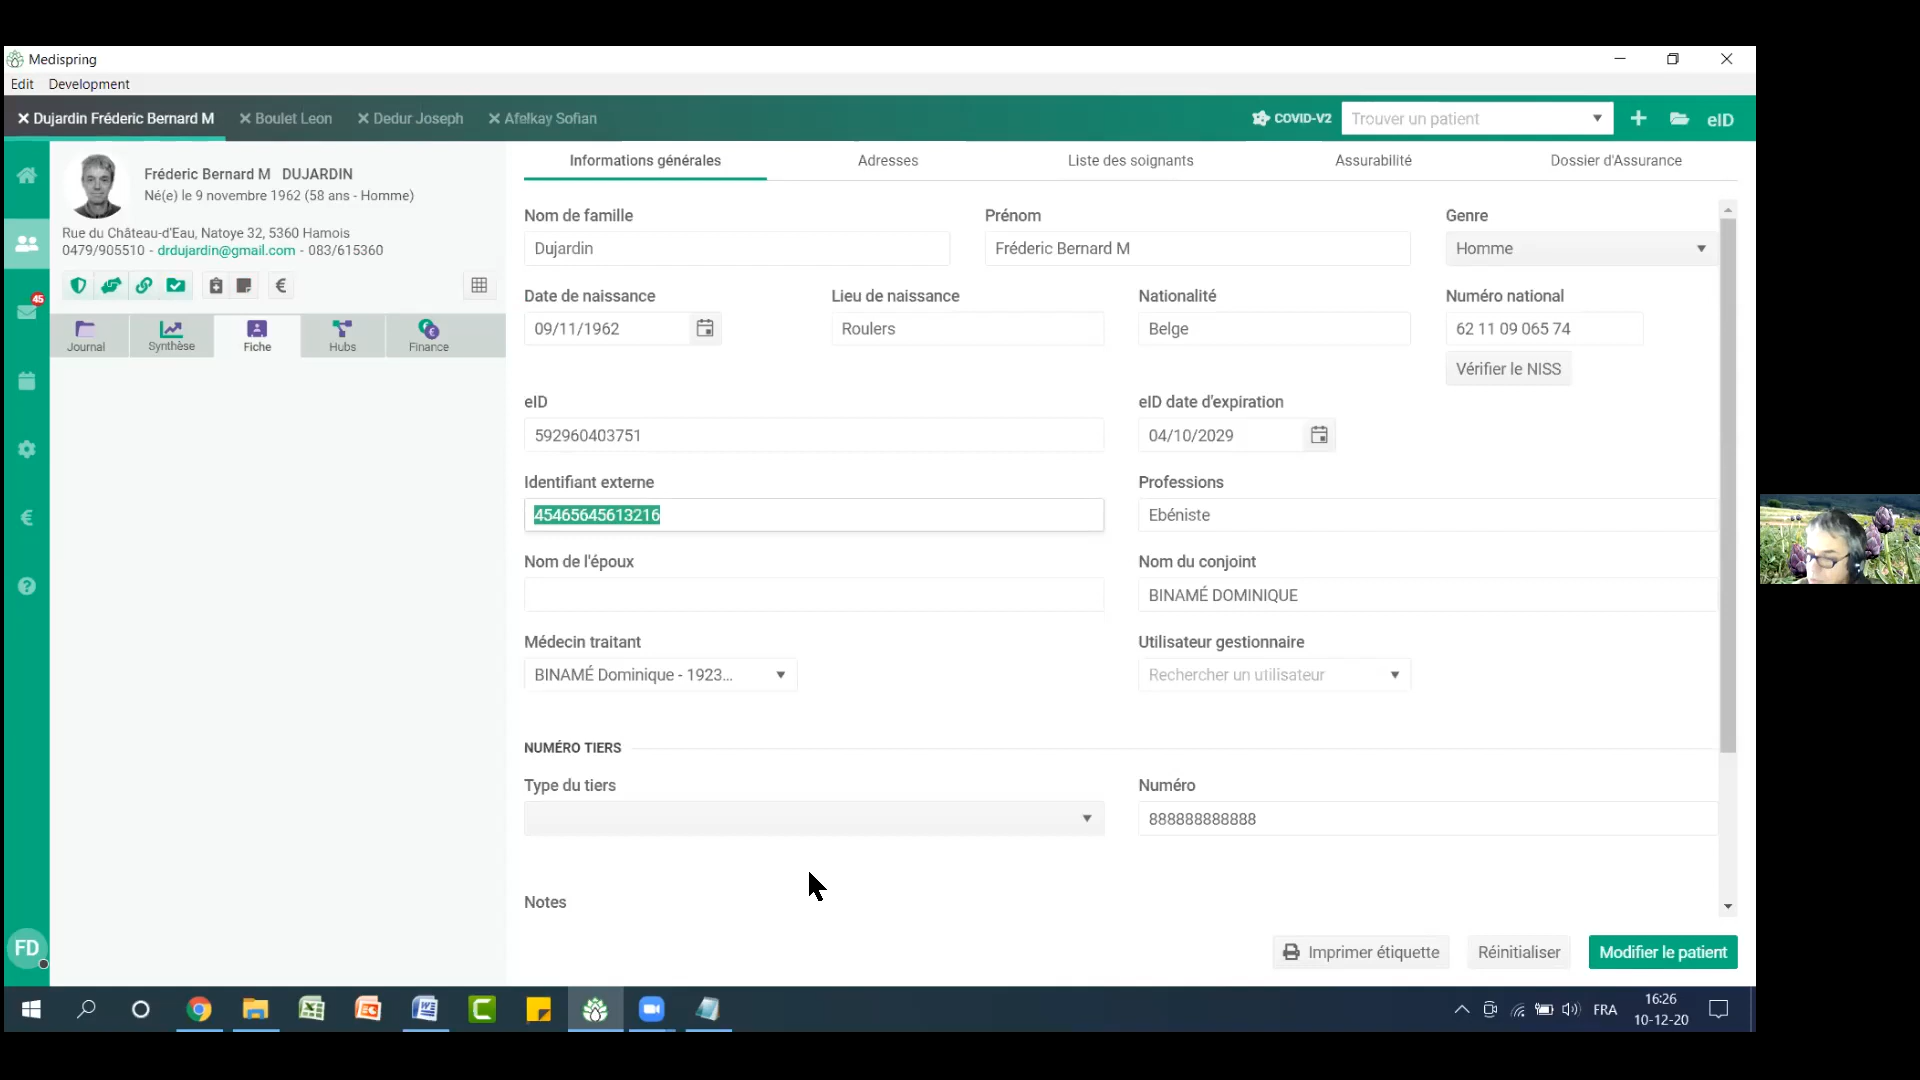 Medispring
Edit Development
Dujardin Fréderic Bernard M Boulet Leon Dedur Joseph Afelkay Sofian COVID-V2 Trouver un patient eID
Fréderic Bernard M DUJARDIN
Né(e) le 9 novembre 1962 (58 ans - Homme)
Rue du Château-d'Eau, Natoye 32, 5360 Hamois
0479/905510 - drdujardin@gmail.com - 083/615360
45
Journal Synthèse Fiche Hubs Finance
Informations générales Adresses Liste des soignants Assurabilité Dossier d'Assurance
Nom de famille Prénom Genre
Dujardin Fréderic Bernard M Homme
Date de naissance Lieu de naissance Nationalité Numéro national
09/11/1962 Roulers Belge 62 11 09 065 74
Vérifier le NISS
eID eID date d'expiration
592960403751 04/10/2029
Identifiant externe Professions
45465645613216 Ebéniste
Nom de l'époux Nom du conjoint
BINAMÉ DOMINIQUE
Médecin traitant Utilisateur gestionnaire
BINAMÉ Dominique - 1923... Rechercher un utilisateur
NUMÉRO TIERS
Type du tiers Numéro
888888888888
Notes
FD
Imprimer étiquette Réinitialiser Modifier le patient
FRA 16:26
10-12-20